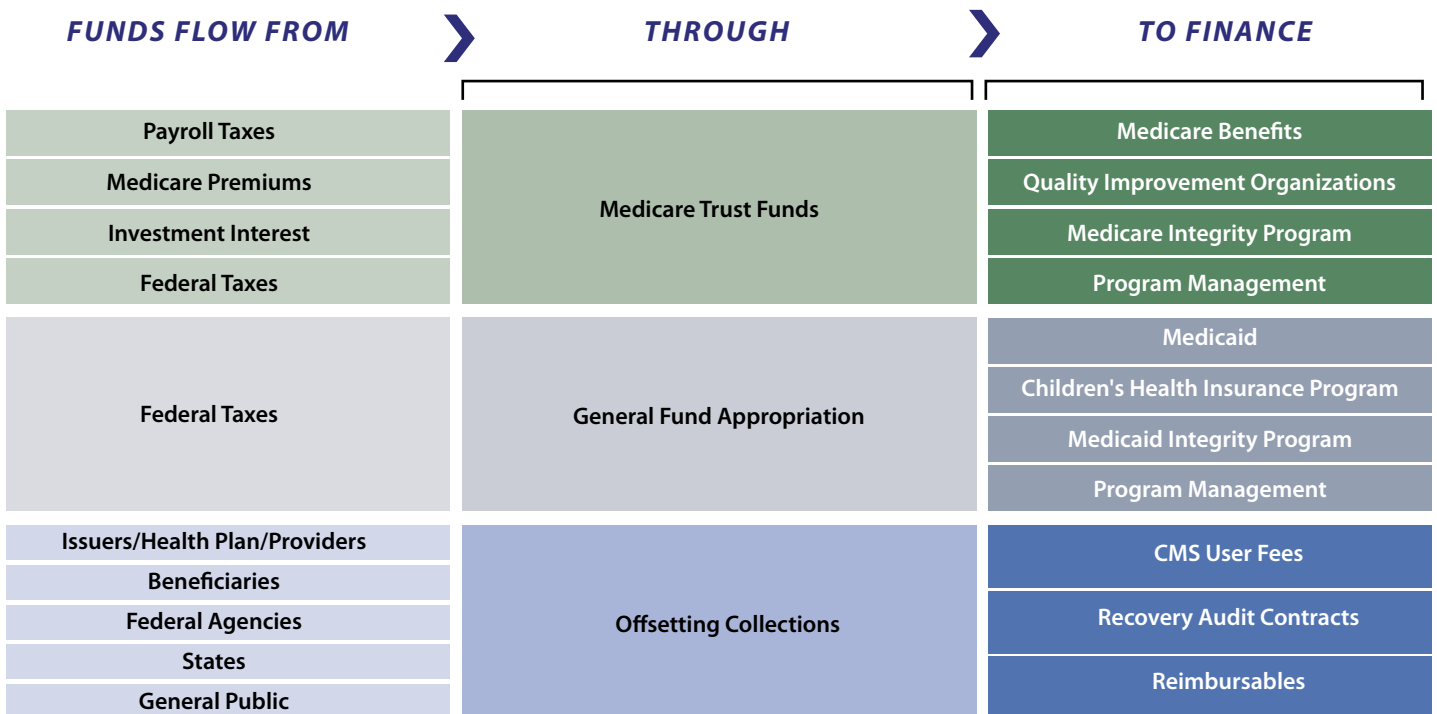 FUNDS FLOW FROM
THROUGH
TO FINANCE
Payroll Taxes
Medicare Premiums
Investment Interest
Federal Taxes
Medicare Trust Funds
Medicare Benefits
Quality Improvement Organizations
Medicare Integrity Program
Program Management
Federal Taxes
General Fund Appropriation
Medicaid
Children's Health Insurance Program
Medicaid Integrity Program
Program Management
Issuers/Health Plan/Providers
Beneficiaries
Federal Agencies
States
General Public
Offsetting Collections
CMS User Fees
Recovery Audit Contracts
Reimbursables